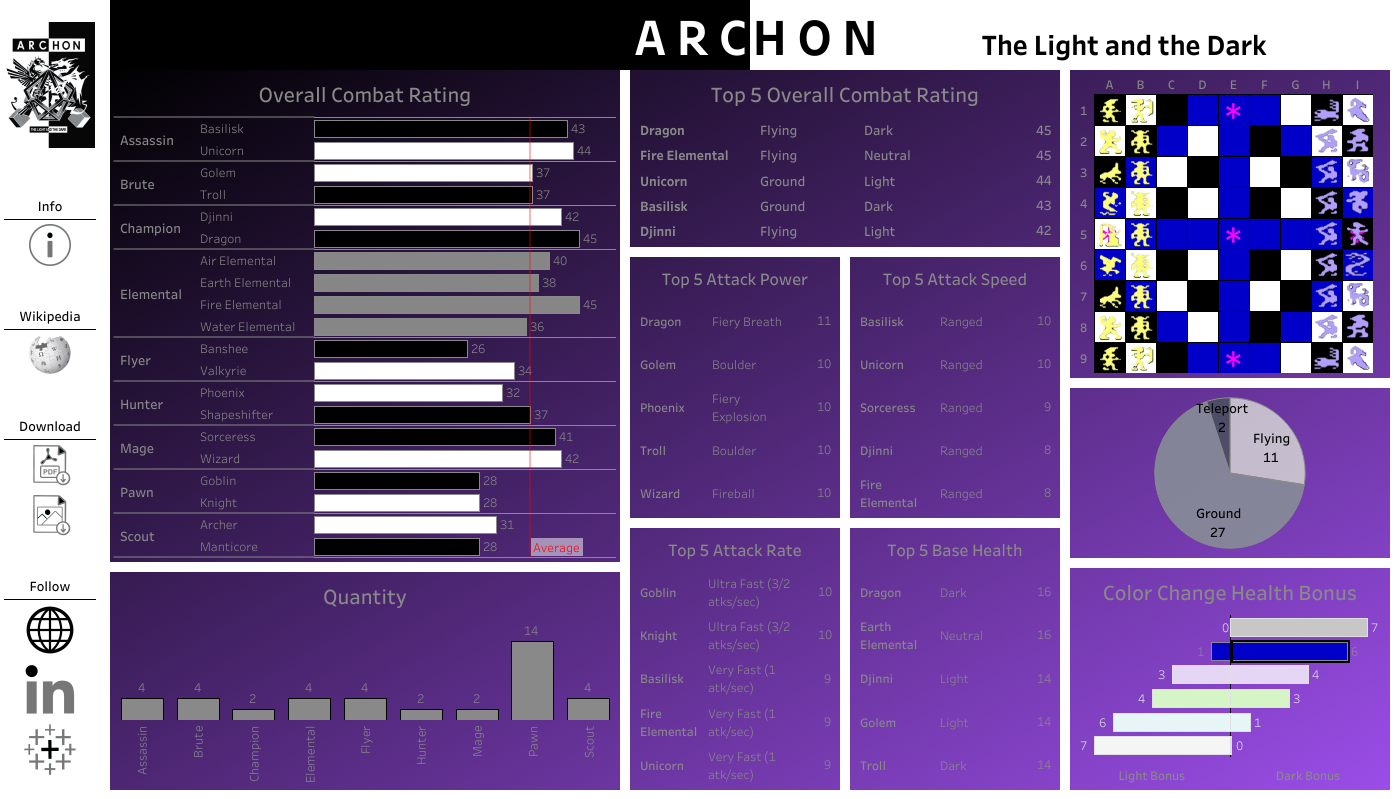 ARCHON
The Light and the Dark
ARCHON
THE LIGHT AND THE DARK
Info
Wikipedia
Download
PDF
Follow
in
Overall Combat Rating
Assassin
Basilisk 43
Unicorn 44
Brute
Golem 37
Troll 37
Champion
Djinni 42
Dragon 45
Elemental
Air Elemental 40
Earth Elemental 38
Fire Elemental 45
Water Elemental 36
Flyer
Banshee 26
Valkyrie 34
Hunter
Phoenix 32
Shapeshifter 37
Mage
Sorceress 41
Wizard 42
Pawn
Goblin 28
Knight 28
Scout
Archer 31
Manticore 28
Average
Quantity
4 4 2 4 4 2 2 14 4
Assassin
Brute
Champion
Elemental
Flyer
Hunter
Mage
Pawn
Scout
Top 5 Overall Combat Rating
Dragon Flying Dark 45
Fire Elemental Flying Neutral 45
Unicorn Ground Light 44
Basilisk Ground Dark 43
Djinni Flying Light 42
Top 5 Attack Power
Dragon Fiery Breath 11
Golem Boulder 10
Phoenix Fiery 10
Explosion
Troll Boulder 10
Wizard Fireball 10
Top 5 Attack Speed
Basilisk Ranged 10
Unicorn Ranged 10
Sorceress Ranged 9
Djinni Ranged 8
Fire Ranged 8
Elemental
Top 5 Attack Rate
Goblin Ultra Fast (3/2 10
atks/sec)
Knight Ultra Fast (3/2 10
atks/sec)
Basilisk Very Fast (1 9
atk/sec)
Fire Very Fast (1 9
Elemental atk/sec)
Unicorn Very Fast (1 9
atk/sec)
Top 5 Base Health
Dragon Dark 16
Earth Neutral 16
Elemental
Djinni Light 14
Golem Light 14
Troll Dark 14
A B C D E F G H I
1
2
3
4
5
6
7
8
9
Teleport
2
Flying
11
Ground
27
Color Change Health Bonus
0 7
1 6
3 4
4 3
6 1
7 0
Light Bonus Dark Bonus